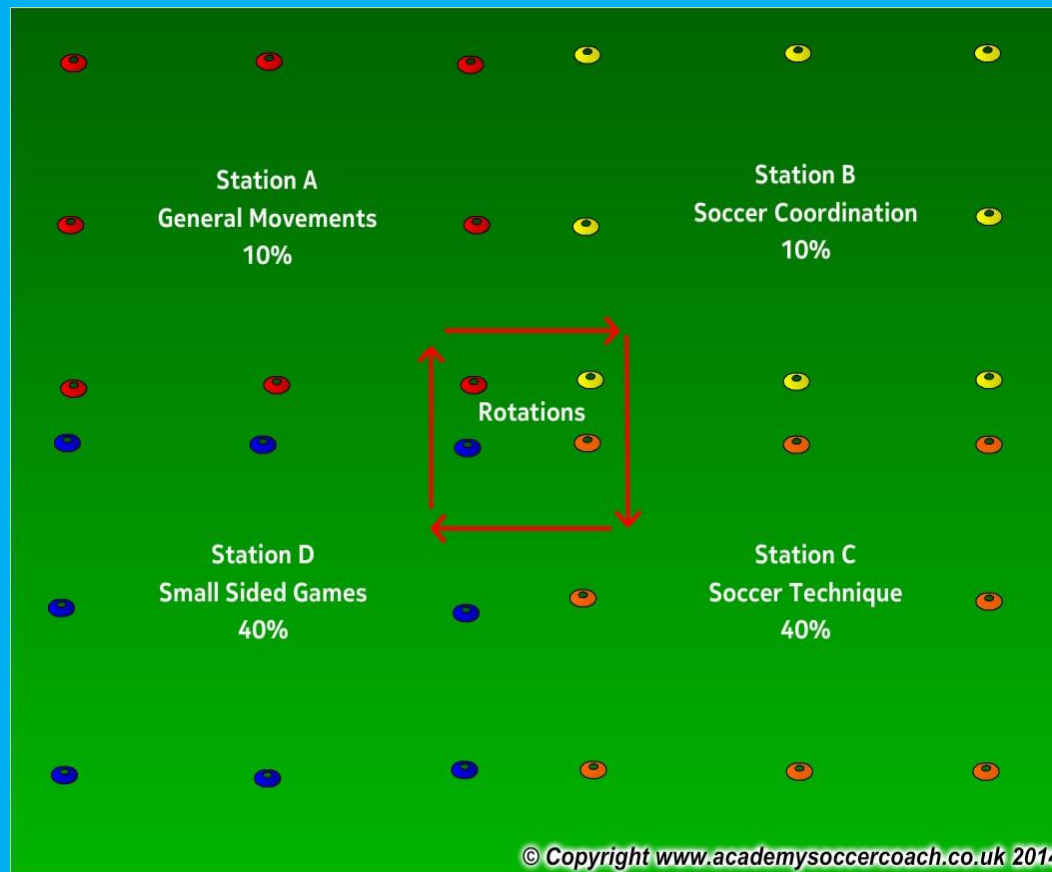 Station A
General Movements
10%
Station B
Soccer Coordination
10%
Rotations
Station D
Small Sided Games
40%
Station C
Soccer Technique
40%
© Copyright www.academysoccercoach.co.uk 2014